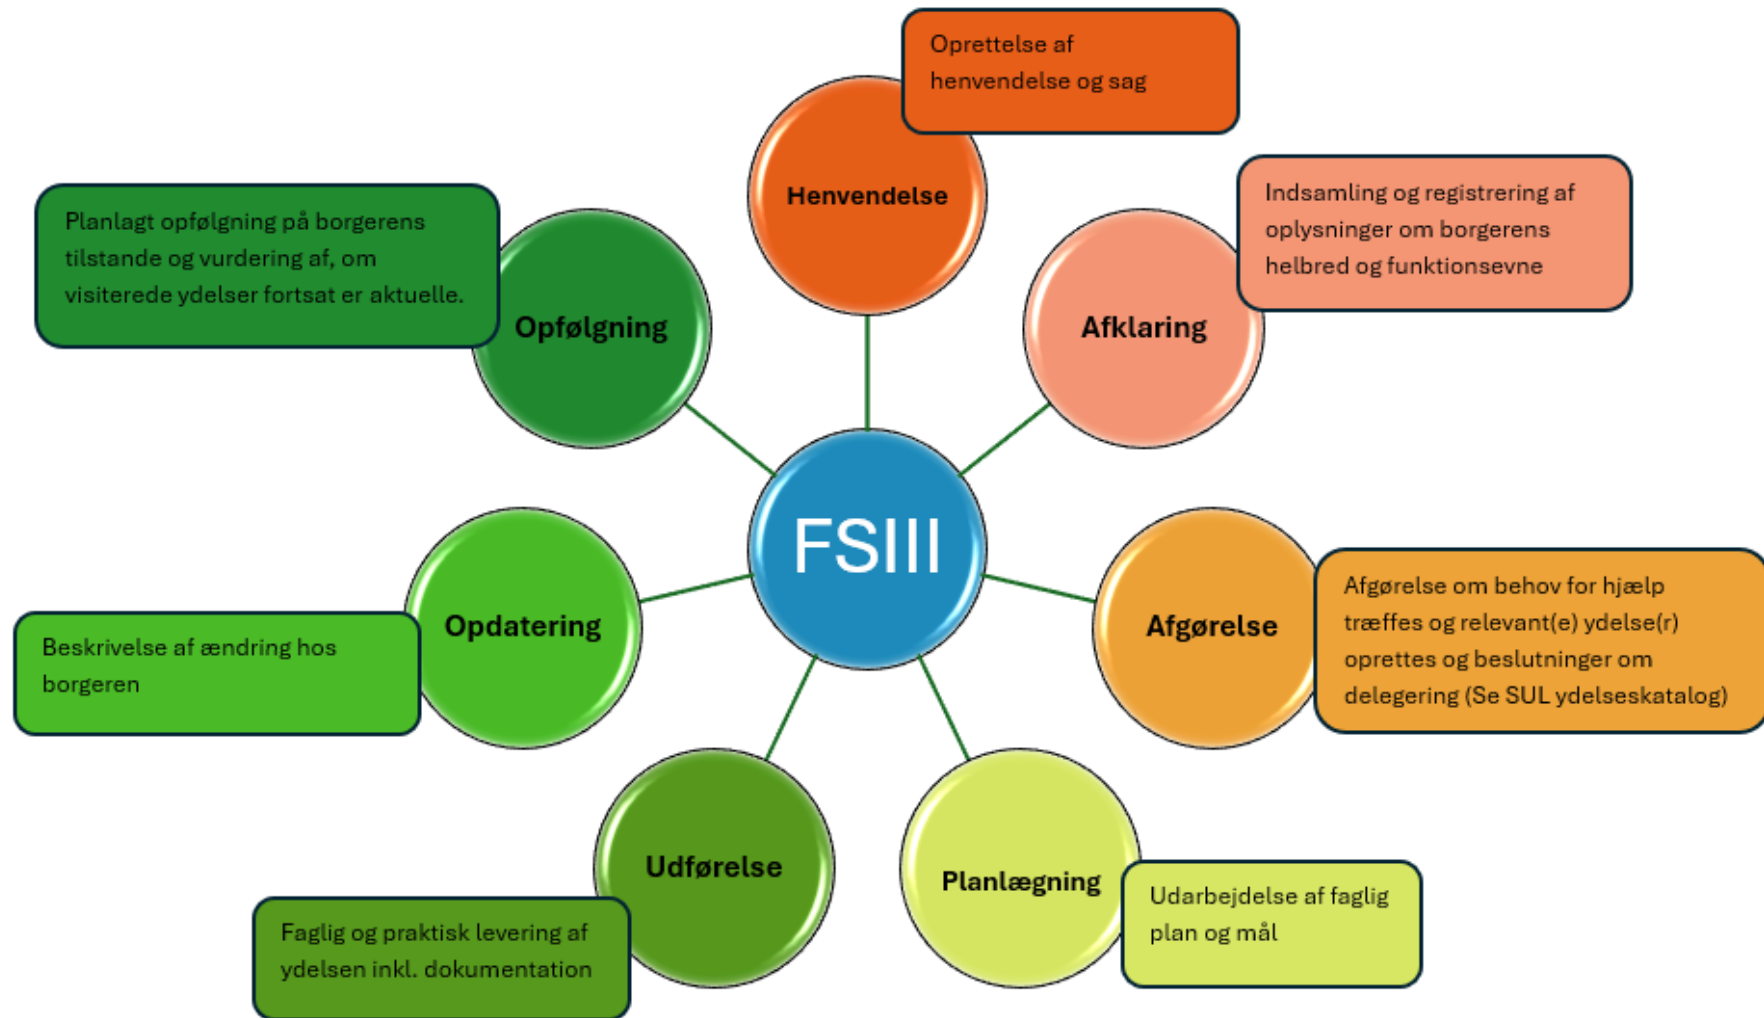 Oprettelse af
henvendelse og sag
Henvendelse
Indsamling og registrering af
oplysninger om borgerens
helbred og funktionsevne
Afklaring
Afgørelse om behov for hjælp
træffes og relevant(e) ydelse(r)
oprettes og beslutninger om
delegering (Se SUL ydelseskatalog)
Afgørelse
Planlægning
Udarbejdelse af faglig
plan og mål
Udførelse
Faglig og praktisk levering af
ydelsen inkl. dokumentation
Opdatering
Beskrivelse af ændring hos
borgeren
Planlagt opfølgning på borgerens
tilstande og vurdering af, om
visiterede ydelser fortsat er aktuelle.
Opfølgning
FSIII